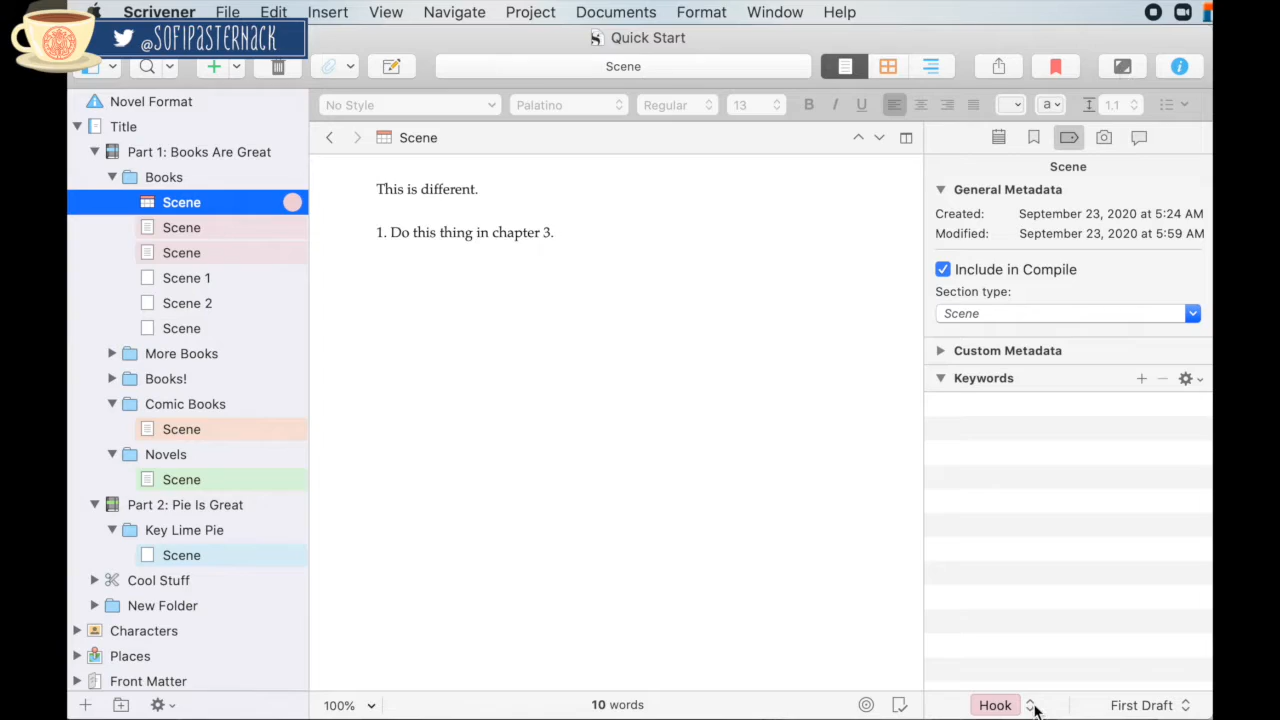 Scrivener File Edit Insert View Navigate Project Documents Format Window Help
@SOFIPASTERNACK
Quick Start
Scene
No Style Palatino Regular 13 B I U a 1.1
Novel Format
Title
Part 1: Books Are Great
Books
Scene
Scene
Scene
Scene 1
Scene 2
Scene
More Books
Books!
Comic Books
Scene
Novels
Scene
Part 2: Pie Is Great
Key Lime Pie
Scene
Cool Stuff
New Folder
Characters
Places
Front Matter
Scene
This is different.
1. Do this thing in chapter 3.
100%
10 words
Scene
General Metadata
Created: September 23, 2020 at 5:24 AM
Modified: September 23, 2020 at 5:59 AM
Include in Compile
Section type:
Scene
Custom Metadata
Keywords
Hook
First Draft